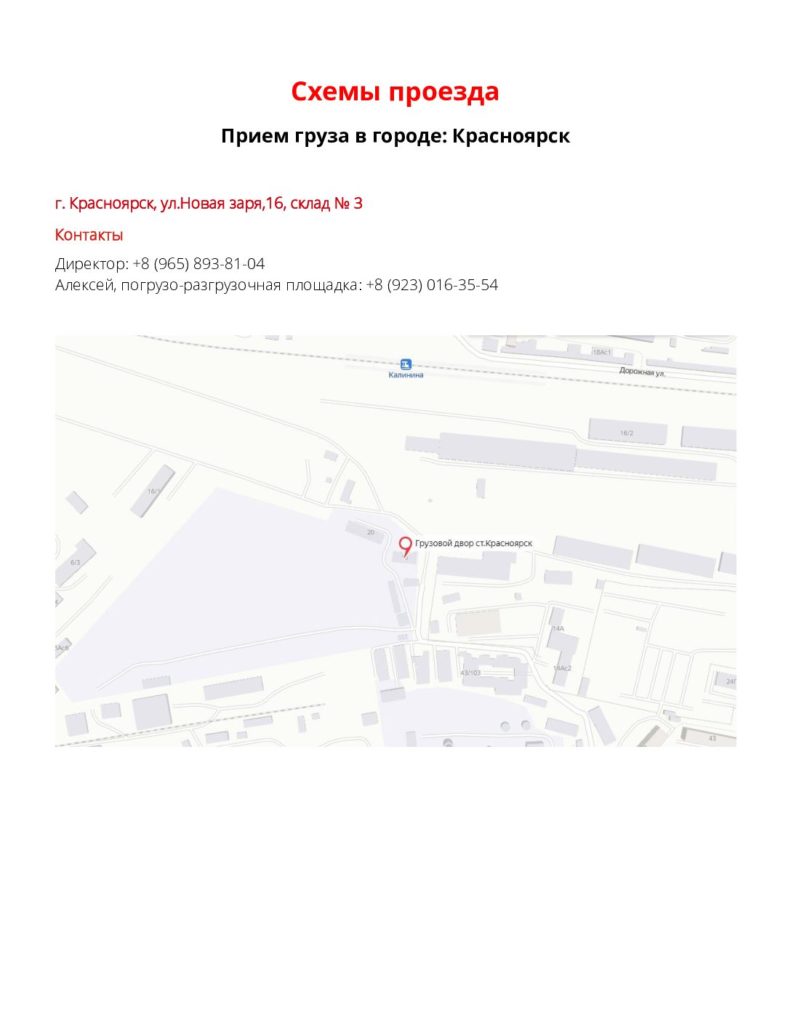 Схемы проезда
Прием груза в городе: Красноярск
г. Красноярск, ул.Новая заря,16, склад № 3
Контакты
Директор: +8 (965) 893-81-04
Алексей, погрузо-разгрузочная площадка: +8 (923) 016-35-54
18Ас1
Калинина
Дорожная ул.
16/2
16/1
20
Грузовой двор ст.Красноярск
6/3
14А
14Ас2
43/103
43